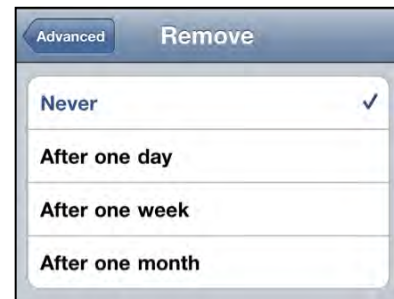 Advanced
Remove
Never
After one day
After one week
After one month